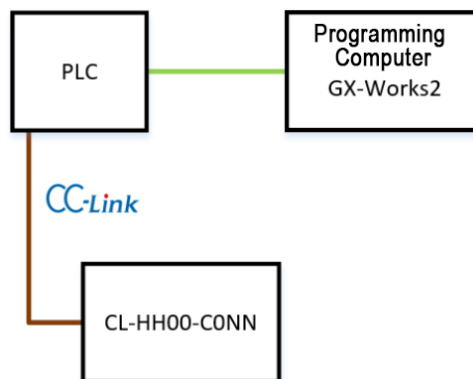 PLC
Programming
Computer
GX-Works2
CC-Link
CL-HH00-C0NN